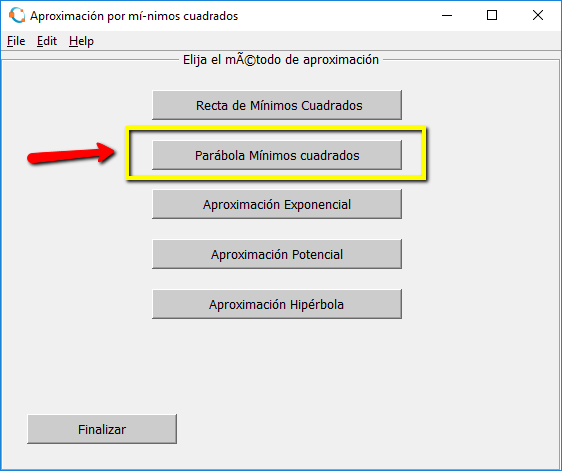 Aproximación por mí-nimos cuadrados
File Edit Help
Elija el mÃ©todo de aproximación
Recta de Mínimos Cuadrados
Parábola Mínimos cuadrados
Aproximación Exponencial
Aproximación Potencial
Aproximación Hipérbola
Finalizar